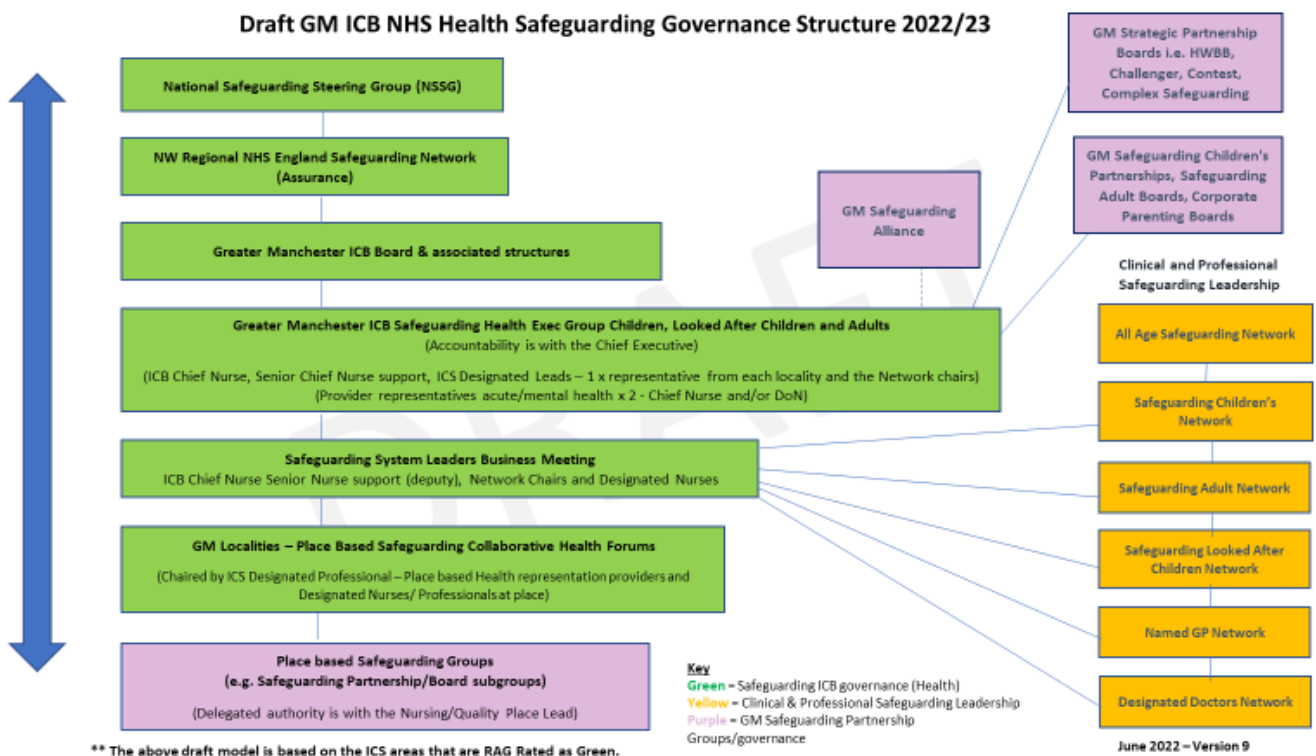 Draft GM ICB NHS Health Safeguarding Governance Structure 2022/23
GM Strategic Partnership
Boards i.e. HWBB,
Challenger, Contest,
Complex Safeguarding
National Safeguarding Steering Group (NSSG)
NW Regional NHS England Safeguarding Network
(Assurance)
GM Safeguarding Children's
Partnerships, Safeguarding
Adult Boards, Corporate
Parenting Boards
GM Safeguarding
Alliance
Greater Manchester ICB Board & associated structures
Clinical and Professional
Safeguarding Leadership
Greater Manchester ICB Safeguarding Health Exec Group Children, Looked After Children and Adults
(Accountability is with the Chief Executive)
(ICB Chief Nurse, Senior Chief Nurse support, ICS Designated Leads – 1 x representative from each locality and the Network chairs)
(Provider representatives acute/mental health x 2 - Chief Nurse and/or DoN)
All Age Safeguarding Network
Safeguarding Children's
Network
Safeguarding System Leaders Business Meeting
ICB Chief Nurse Senior Nurse support (deputy), Network Chairs and Designated Nurses
Safeguarding Adult Network
GM Localities – Place Based Safeguarding Collaborative Health Forums
(Chaired by ICS Designated Professional – Place based Health representation providers and
Designated Nurses/ Professionals at place)
Safeguarding Looked After
Children Network
Named GP Network
Place based Safeguarding Groups
(e.g. Safeguarding Partnership/Board subgroups)
(Delegated authority is with the Nursing/Quality Place Lead)
Key
Green = Safeguarding ICB governance (Health)
Yellow = Clinical & Professional Safeguarding Leadership
Purple = GM Safeguarding Partnership
Groups/governance
Designated Doctors Network
** The above draft model is based on the ICS areas that are RAG Rated as Green.
June 2022 – Version 9
DRAFT